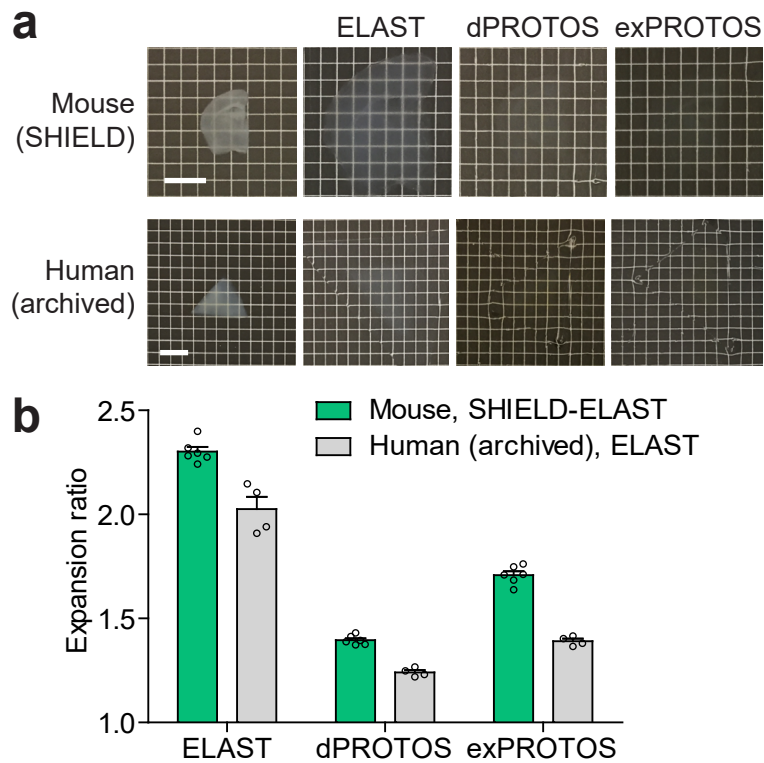 a
ELAST dPROTOS exPROTOS
Mouse
(SHIELD)
Human
(archived)
b
Mouse, SHIELD-ELAST
Human (archived), ELAST
Expansion ratio
2.5
2.0
1.5
1.0
ELAST dPROTOS exPROTOS